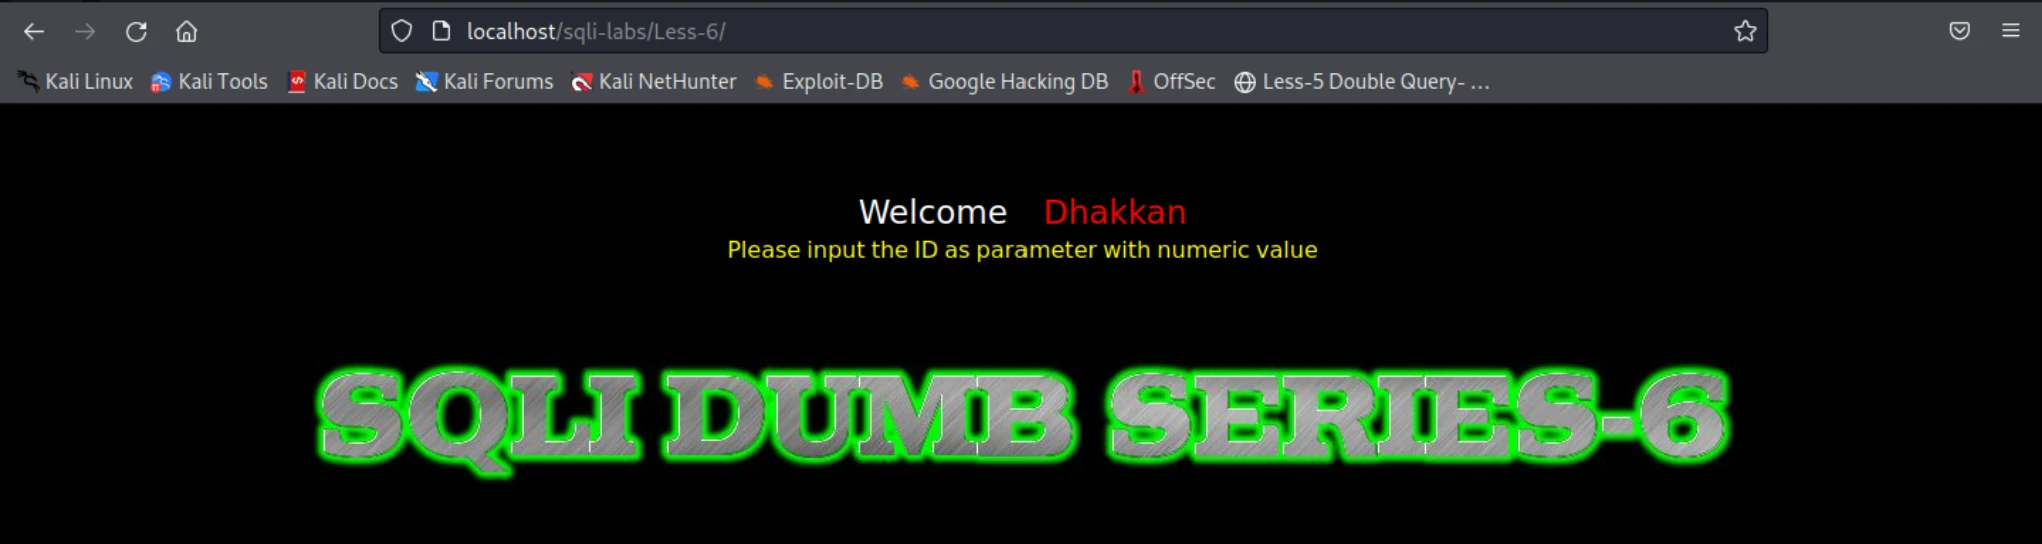 localhost/sqli-labs/Less-6/
Kali Linux Kali Tools Kali Docs Kali Forums Kali NetHunter Exploit-DB Google Hacking DB OffSec Less-5 Double Query- ...
Welcome Dhakkan
Please input the ID as parameter with numeric value
SQLI DUMB SERIES-6